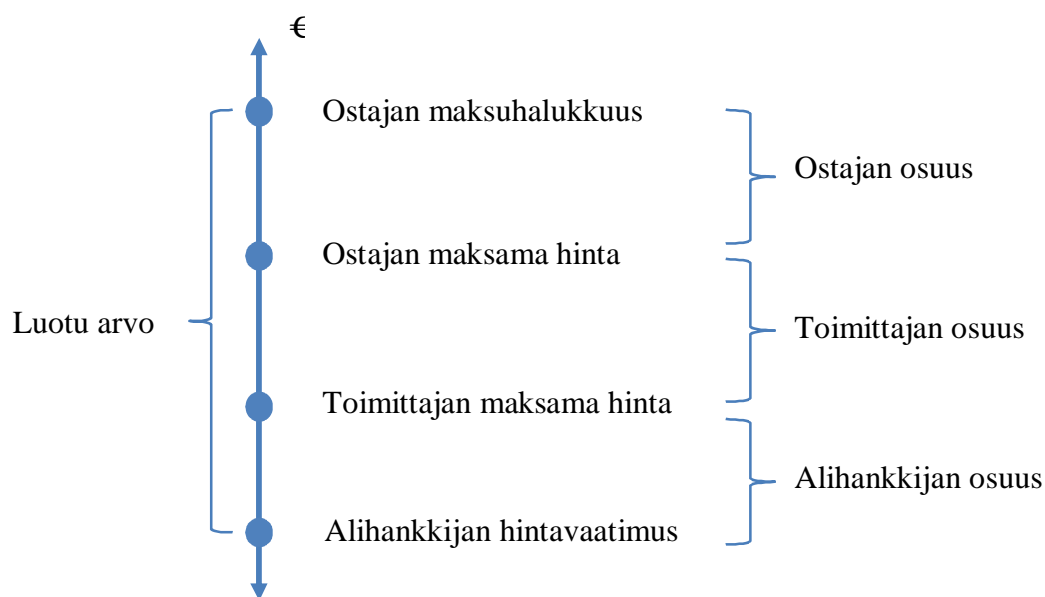 €
Ostajan maksuhalukkuus
Ostajan osuus
Ostajan maksama hinta
Luotu arvo
Toimittajan osuus
Toimittajan maksama hinta
Alihankkijan osuus
Alihankkijan hintavaatimus